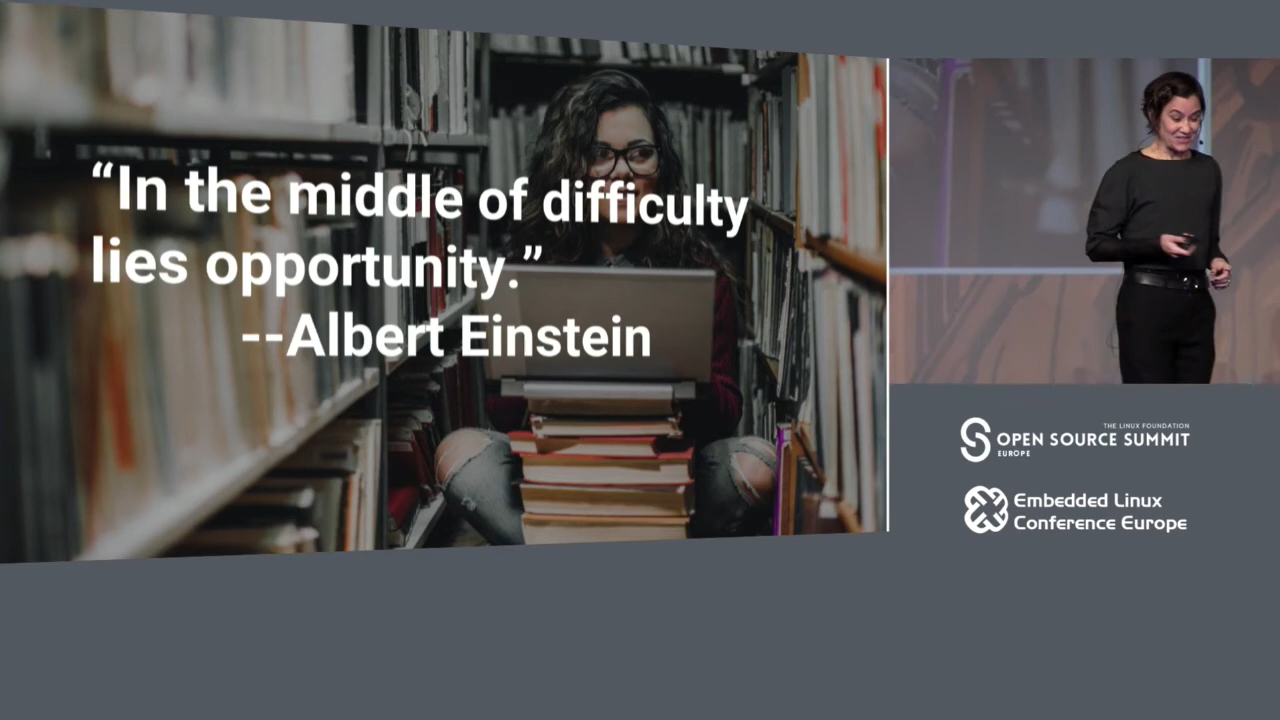 “In the middle of difficulty
lies opportunity.”
--Albert Einstein
THE LINUX FOUNDATION
OPEN SOURCE SUMMIT
EUROPE
Embedded Linux
Conference Europe